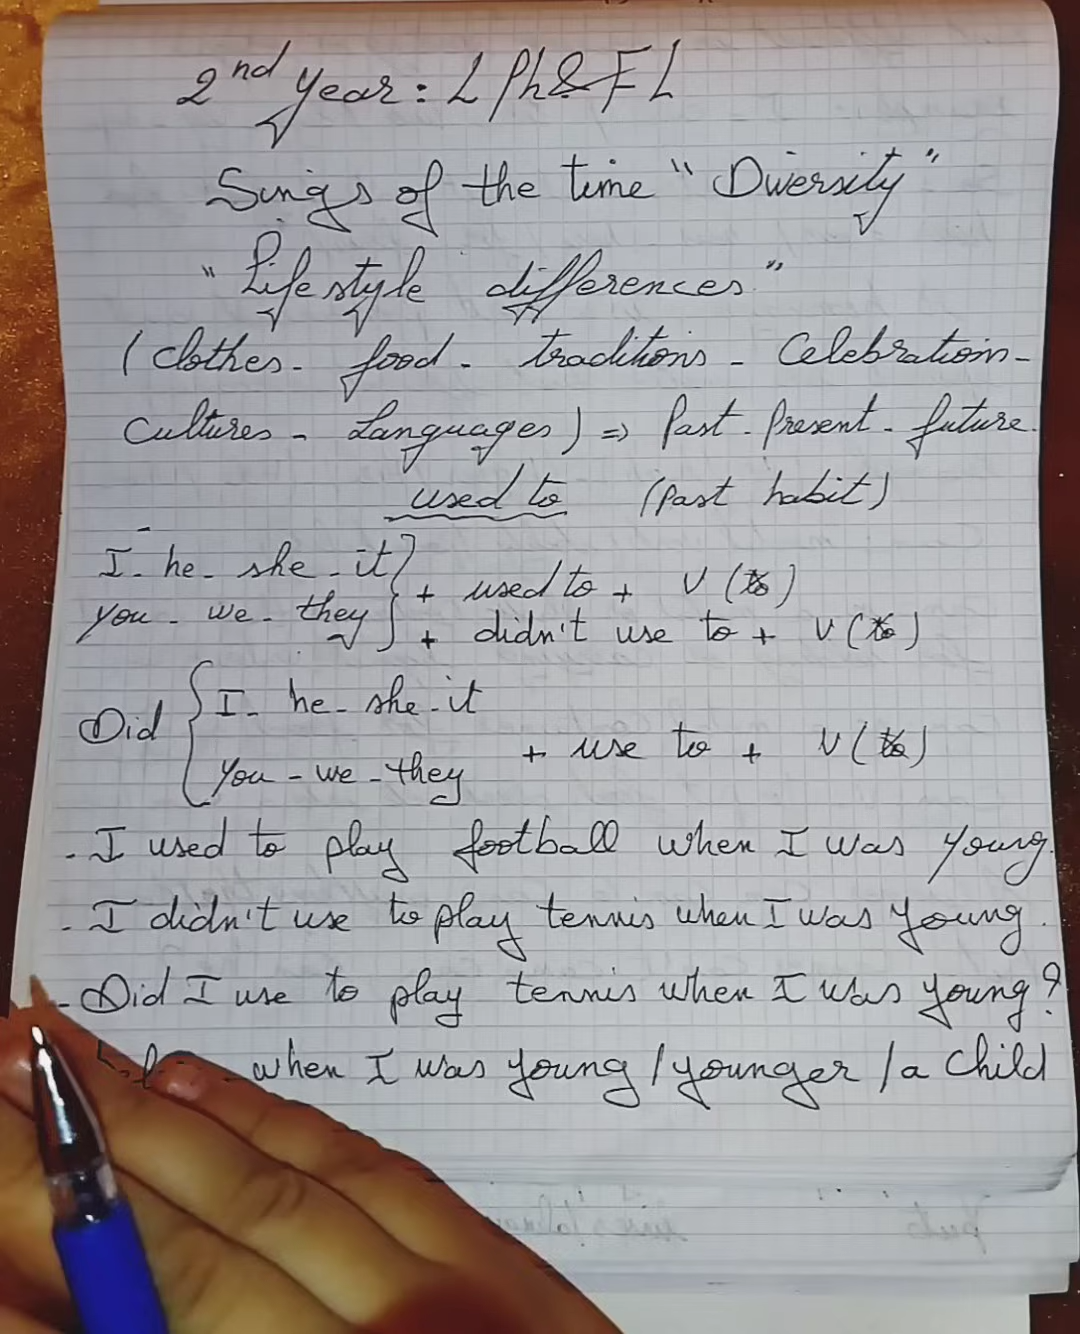 2nd Year: L Ph & F L
Sings of the time "Diversity"
"Lifestyle differences"
(Clothes - food - traditions - Celebration -
Cultures - Languages) => Past - Present - future.
used to (Past habit)
I - he - she - it } + used to + V (to)
you - we - they } + didn't use to + V (to)
Did { I - he - she - it
you - we - they + use to + V (to)
- I used to play football when I was young.
- I didn't use to play tennis when I was young.
- Did I use to play tennis when I was young?
when I was young / younger / a child